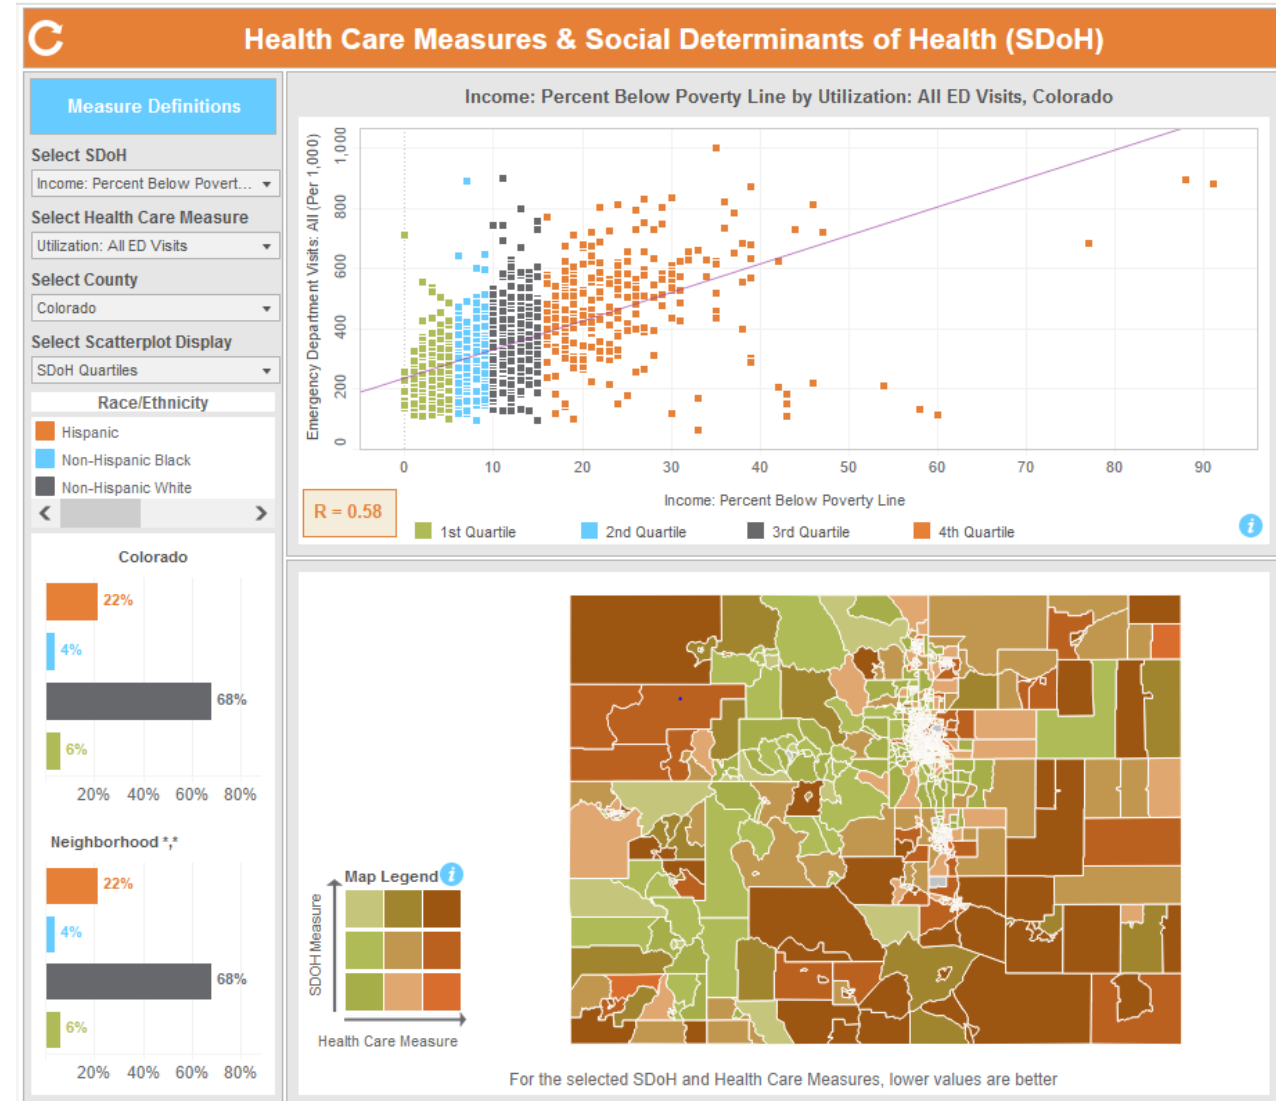 Health Care Measures & Social Determinants of Health (SDoH)
Measure Definitions
Select SDoH
Income: Percent Below Povert...
Select Health Care Measure
Utilization: All ED Visits
Select County
Colorado
Select Scatterplot Display
SDoH Quartiles
Race/Ethnicity
Hispanic
Non-Hispanic Black
Non-Hispanic White
Colorado
22%
4%
68%
6%
20% 40% 60% 80%
Neighborhood *,*
22%
4%
68%
6%
20% 40% 60% 80%
Income: Percent Below Poverty Line by Utilization: All ED Visits, Colorado
Emergency Department Visits: All (Per 1,000)
1,000
800
600
400
200
0
0 10 20 30 40 50 60 70 80 90
Income: Percent Below Poverty Line
R = 0.58
1st Quartile 2nd Quartile 3rd Quartile 4th Quartile
i
Map Legend i
SDOH Measure
Health Care Measure
For the selected SDoH and Health Care Measures, lower values are better